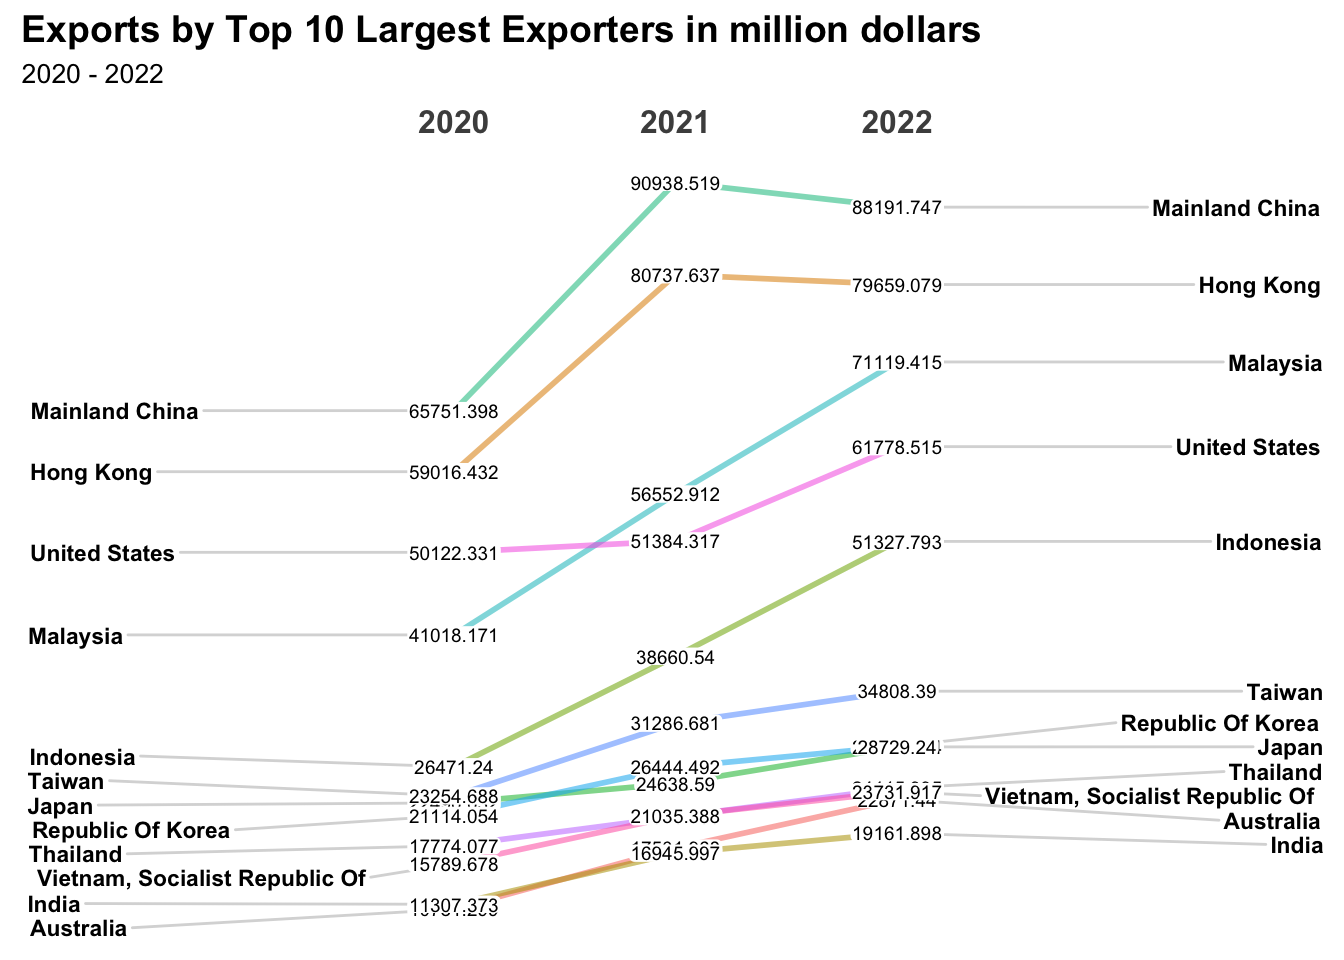 Exports by Top 10 Largest Exporters in million dollars
2020 - 2022
2020 2021 2022
90938.519
88191.747 Mainland China
80737.637
79659.079 Hong Kong
71119.415 Malaysia
Mainland China 65751.398
61778.515 United States
Hong Kong 59016.432
56552.912
51384.317
51327.793 Indonesia
United States 50122.331
Malaysia 41018.171
38660.54
34808.39 Taiwan
31286.681
Republic Of Korea
28729.24 Japan
Indonesia 26471.24
26444.492
Thailand
Taiwan 23254.688
24638.59
23731.917 Vietnam, Socialist Republic Of
Japan
22871.44 Australia
Republic Of Korea 21114.054
21035.388
19161.898 India
Thailand 17774.077
16945.997
Vietnam, Socialist Republic Of 15789.678
India 11307.373
Australia